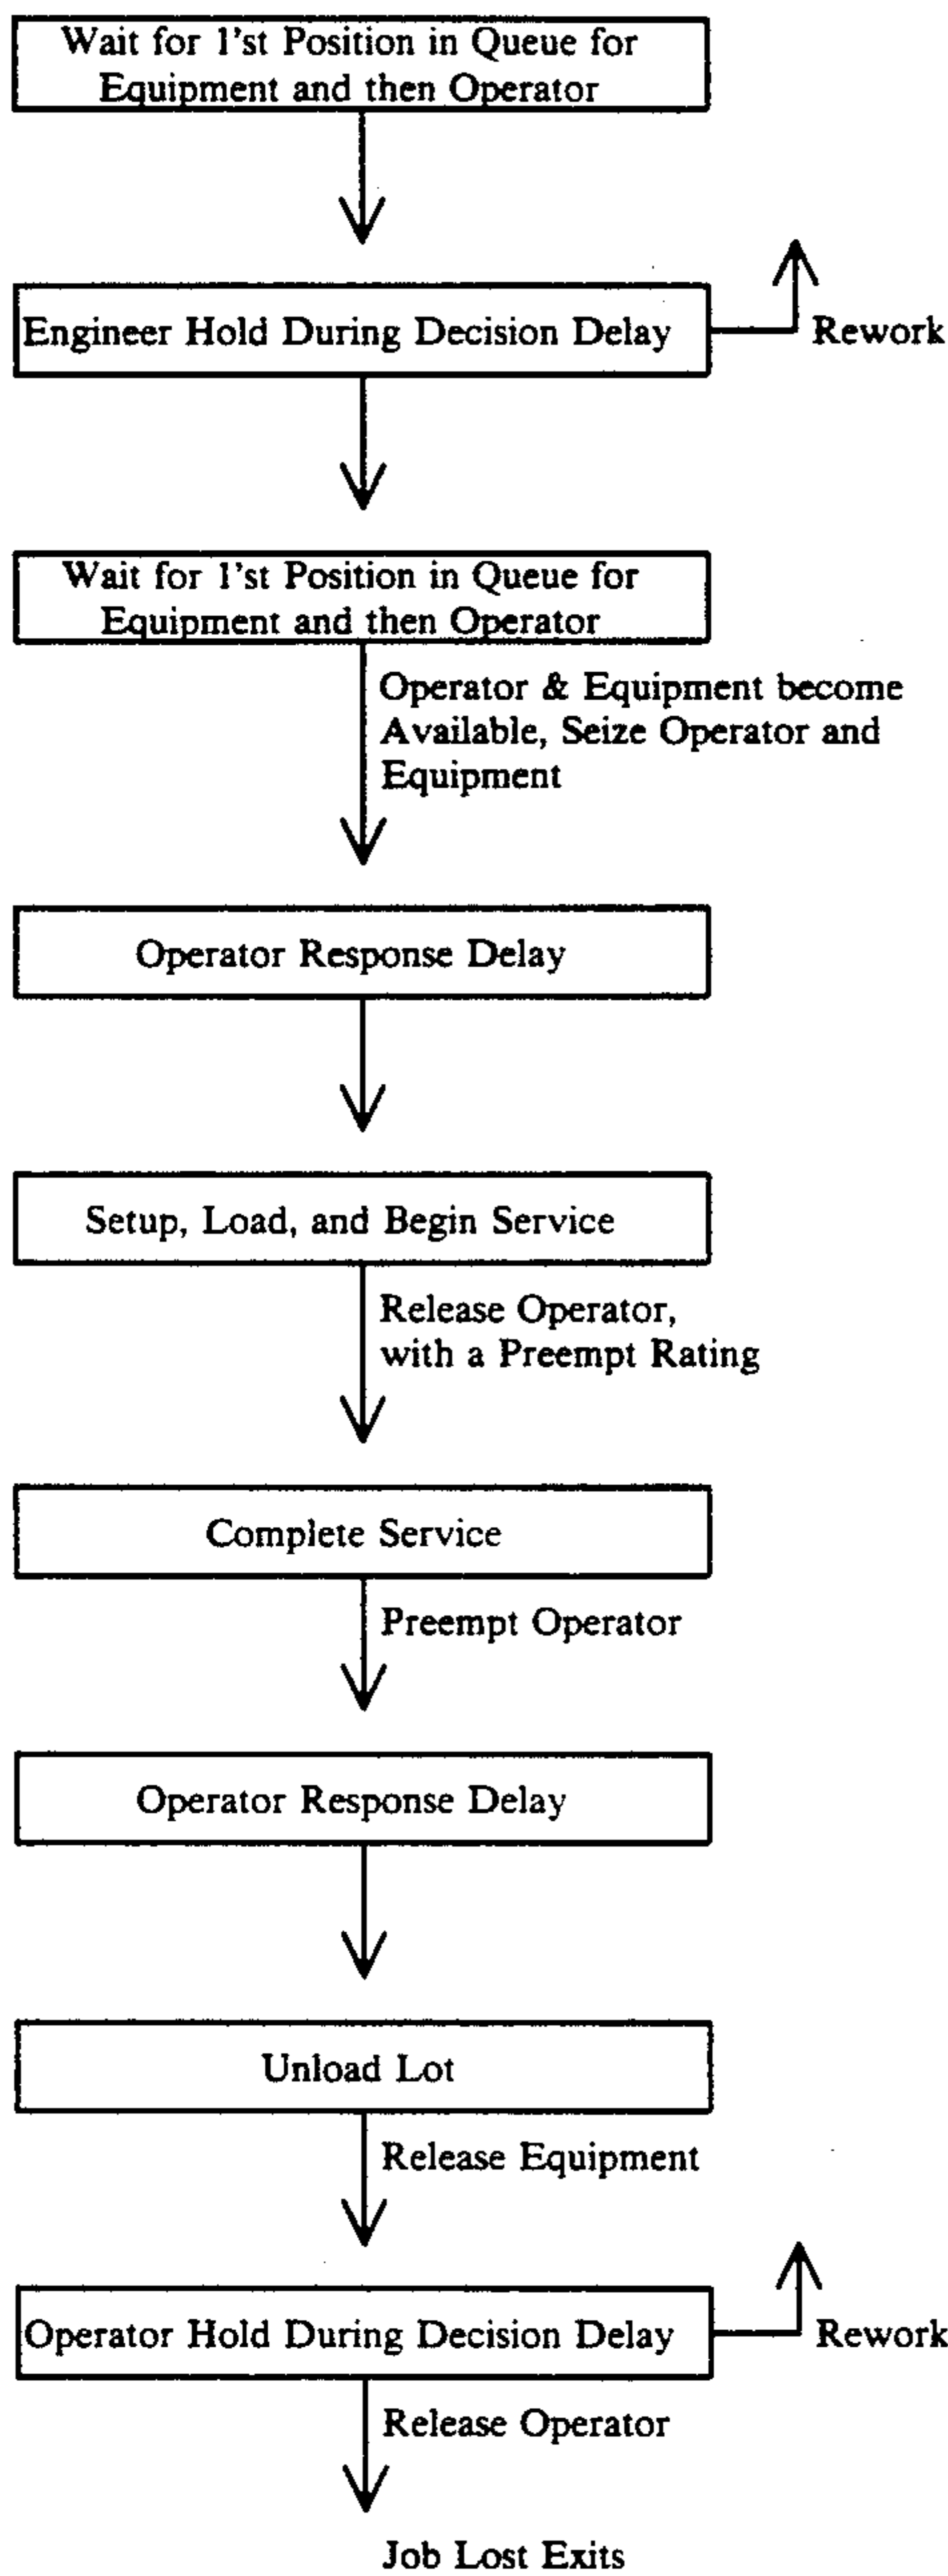 Wait for 1'st Position in Queue for
Equipment and then Operator
Engineer Hold During Decision Delay
Rework
Wait for 1'st Position in Queue for
Equipment and then Operator
Operator & Equipment become
Available, Seize Operator and
Equipment
Operator Response Delay
Setup, Load, and Begin Service
Release Operator,
with a Preempt Rating
Complete Service
Preempt Operator
Operator Response Delay
Unload Lot
Release Equipment
Operator Hold During Decision Delay
Rework
Release Operator
Job Lost Exits